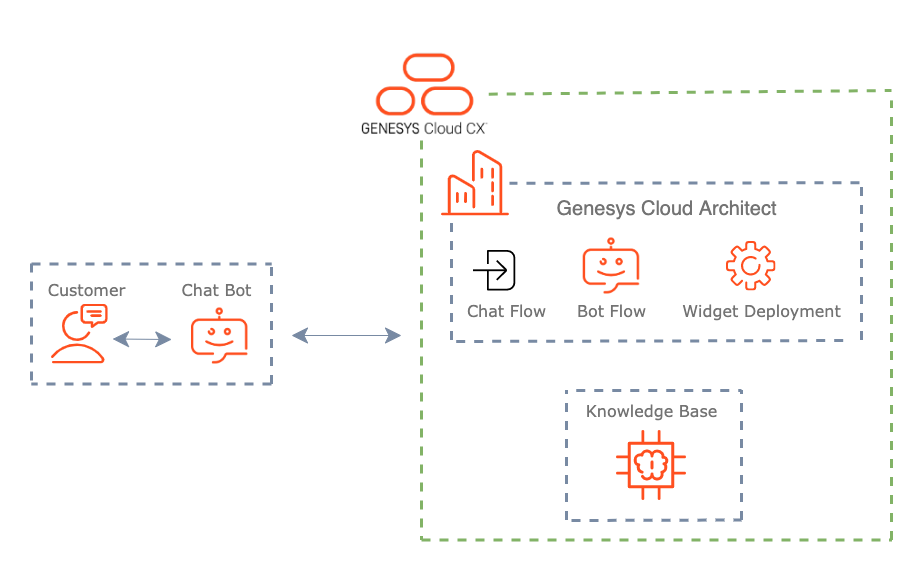 GENESYS Cloud CX
Genesys Cloud Architect
Chat Flow
Bot Flow
Widget Deployment
Customer
Chat Bot
Knowledge Base